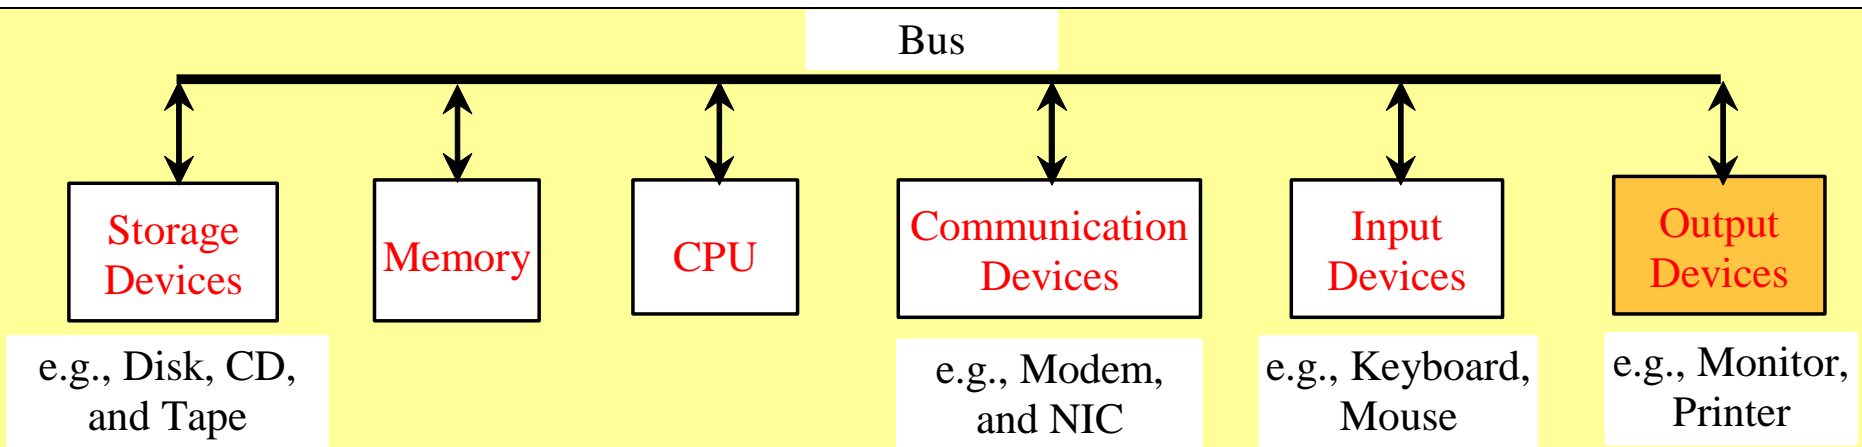 Bus
Storage
Devices
Memory
CPU
Communication
Devices
Input
Devices
Output
Devices
e.g., Disk, CD,
and Tape
e.g., Modem,
and NIC
e.g., Keyboard,
Mouse
e.g., Monitor,
Printer